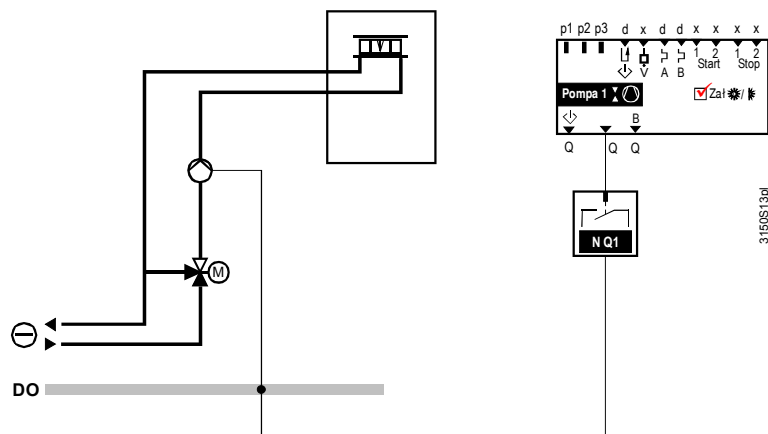 p1 p2 p3 d x d d x x x x
1 2 1 2
Start Stop
V A B
Pompa 1
Zał /
B
Q Q Q
N Q1
M
DO
3150S13pl